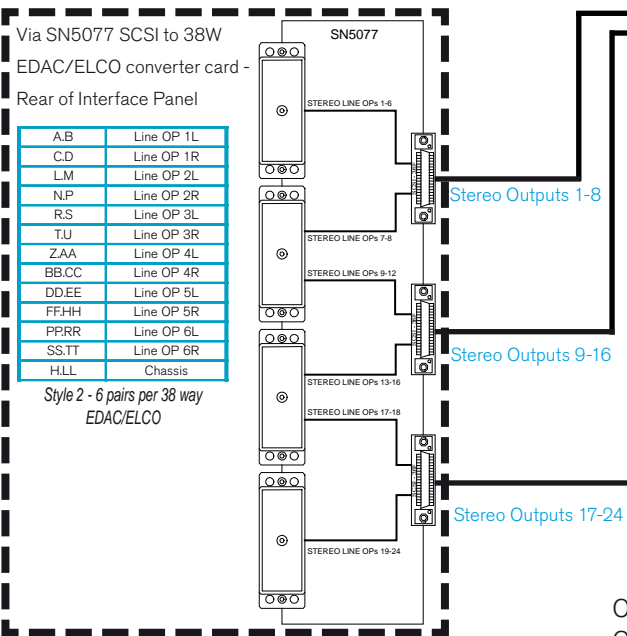 Via SN5077 SCSI to 38W
EDAC/ELCO converter card -
Rear of Interface Panel
A.B Line OP 1L
C.D Line OP 1R
L.M Line OP 2L
N.P Line OP 2R
R.S Line OP 3L
T.U Line OP 3R
Z.AA Line OP 4L
BB.CC Line OP 4R
DD.EE Line OP 5L
FF.HH Line OP 5R
PP.RR Line OP 6L
SS.TT Line OP 6R
H.LL Chassis
Style 2 - 6 pairs per 38 way
EDAC/ELCO
SN5077
STEREO LINE OPs 1-6
STEREO LINE OPs 7-8
STEREO LINE OPs 9-12
STEREO LINE OPs 13-16
STEREO LINE OPs 17-18
STEREO LINE OPs 19-24
Stereo Outputs 1-8
Stereo Outputs 9-16
Stereo Outputs 17-24